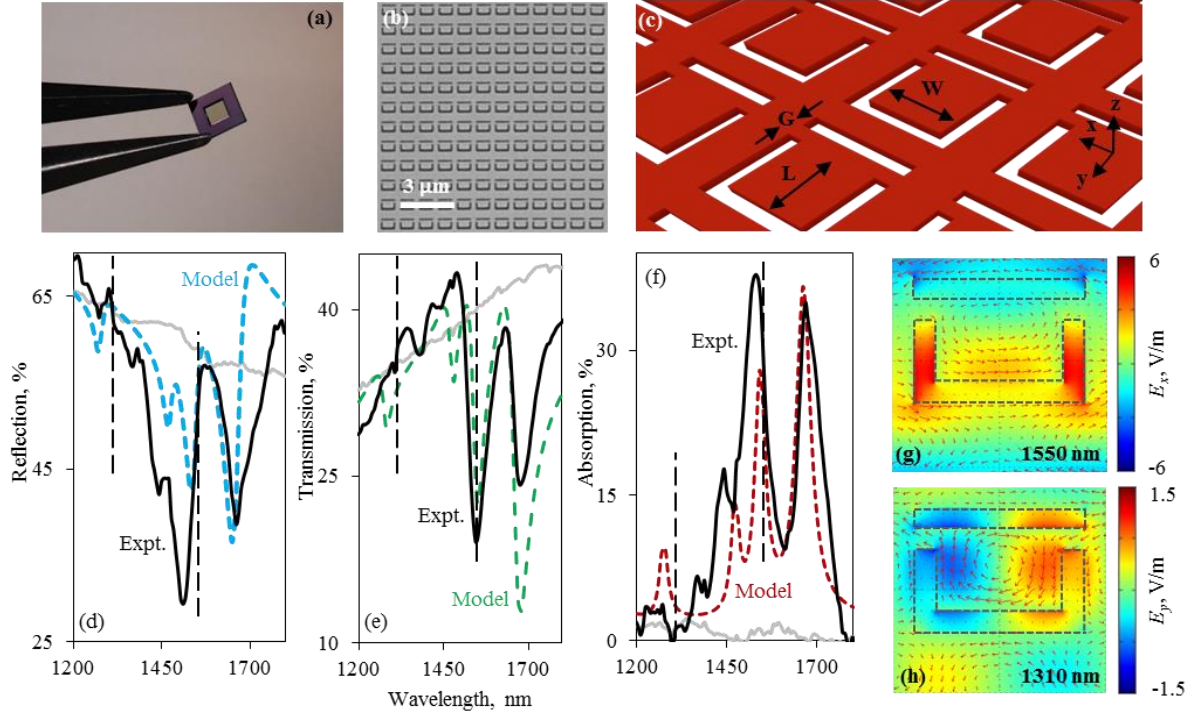 (a)
(b)
3 μm
(c)
W
G
L
z
x
y
Reflection, %
65
45
25
Model
Expt.
(d)
1200
1450
1700
Transmission, %
40
25
10
Expt.
Model
(e)
1200
1450
1700
Wavelength, nm
Absorption, %
30
15
0
(f)
Expt.
Model
1200
1450
1700
(g)
1550 nm
6
Ex, V/m
-6
(h)
1310 nm
1.5
Ey, V/m
-1.5